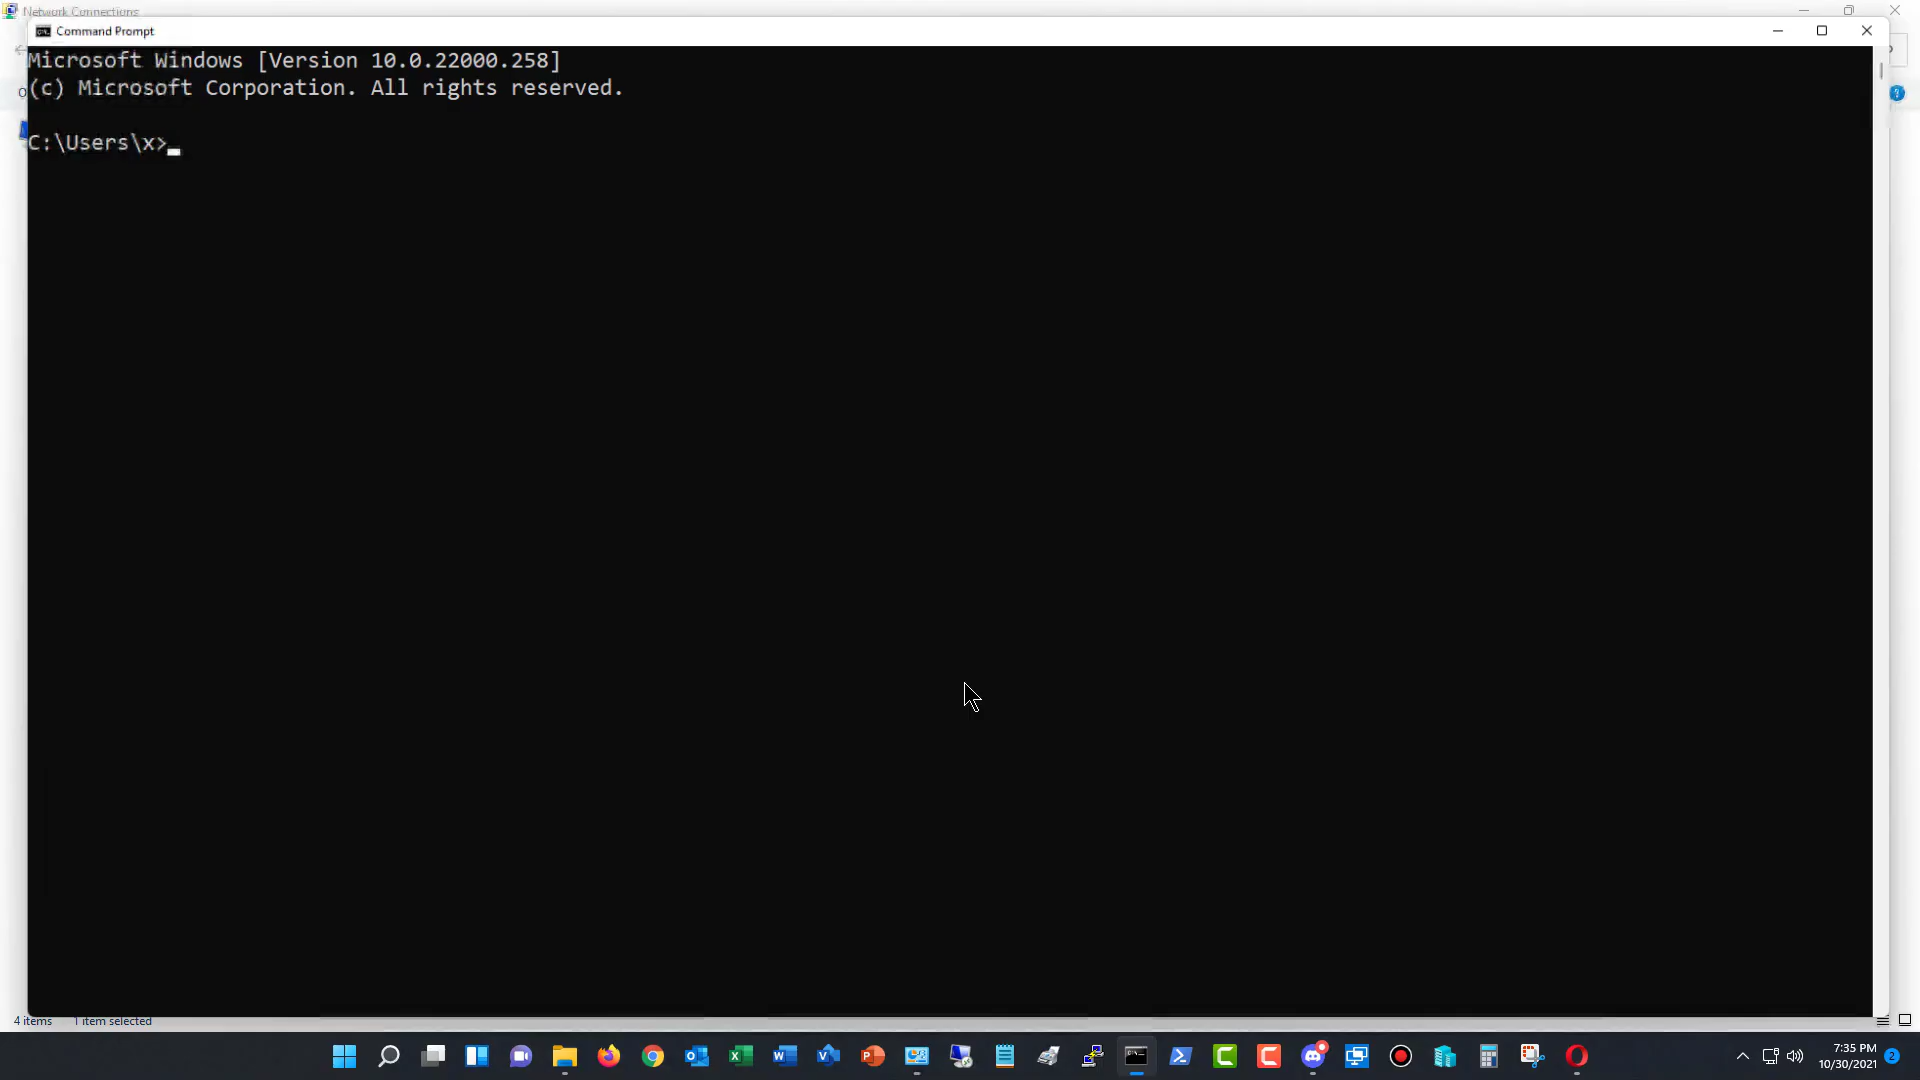 Network Connections
Command Prompt
Microsoft Windows [Version 10.0.22000.258]
(c) Microsoft Corporation. All rights reserved.
C:\Users\x>
4 items 1 item selected
7:35 PM
10/30/2021
2